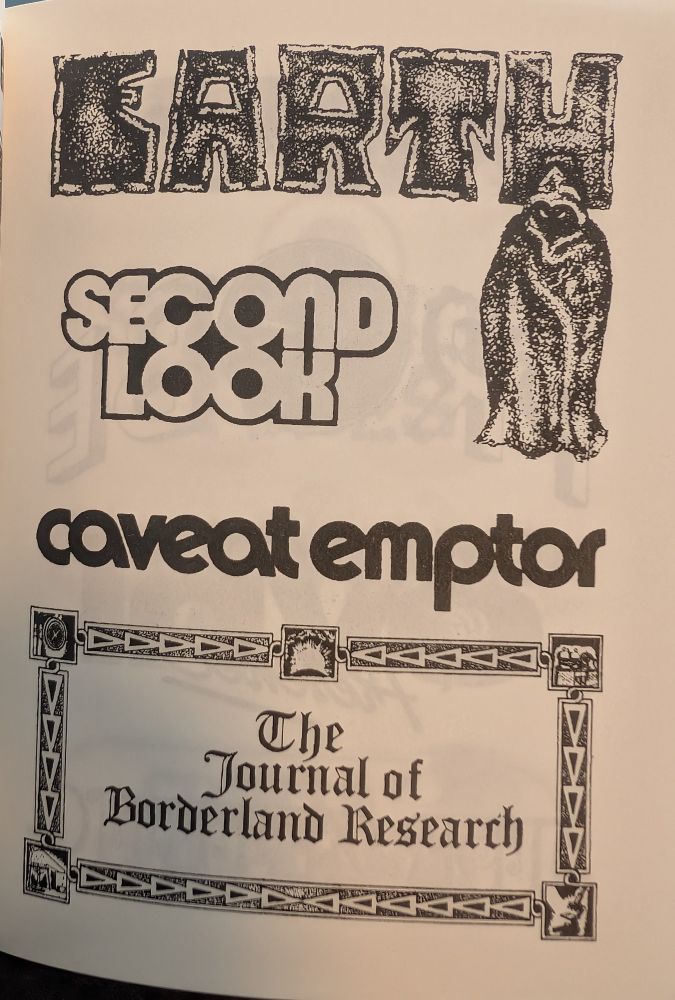 EARTH
SECOND
LOOK
caveat emptor
The
Journal of
Borderland Research